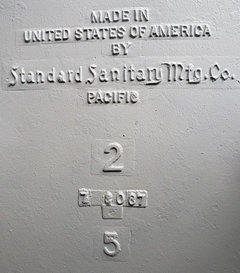 MADE IN
UNITED STATES OF AMERICA
BY
Standard Sanitary Mfg. Co.
PACIFIC
2
5